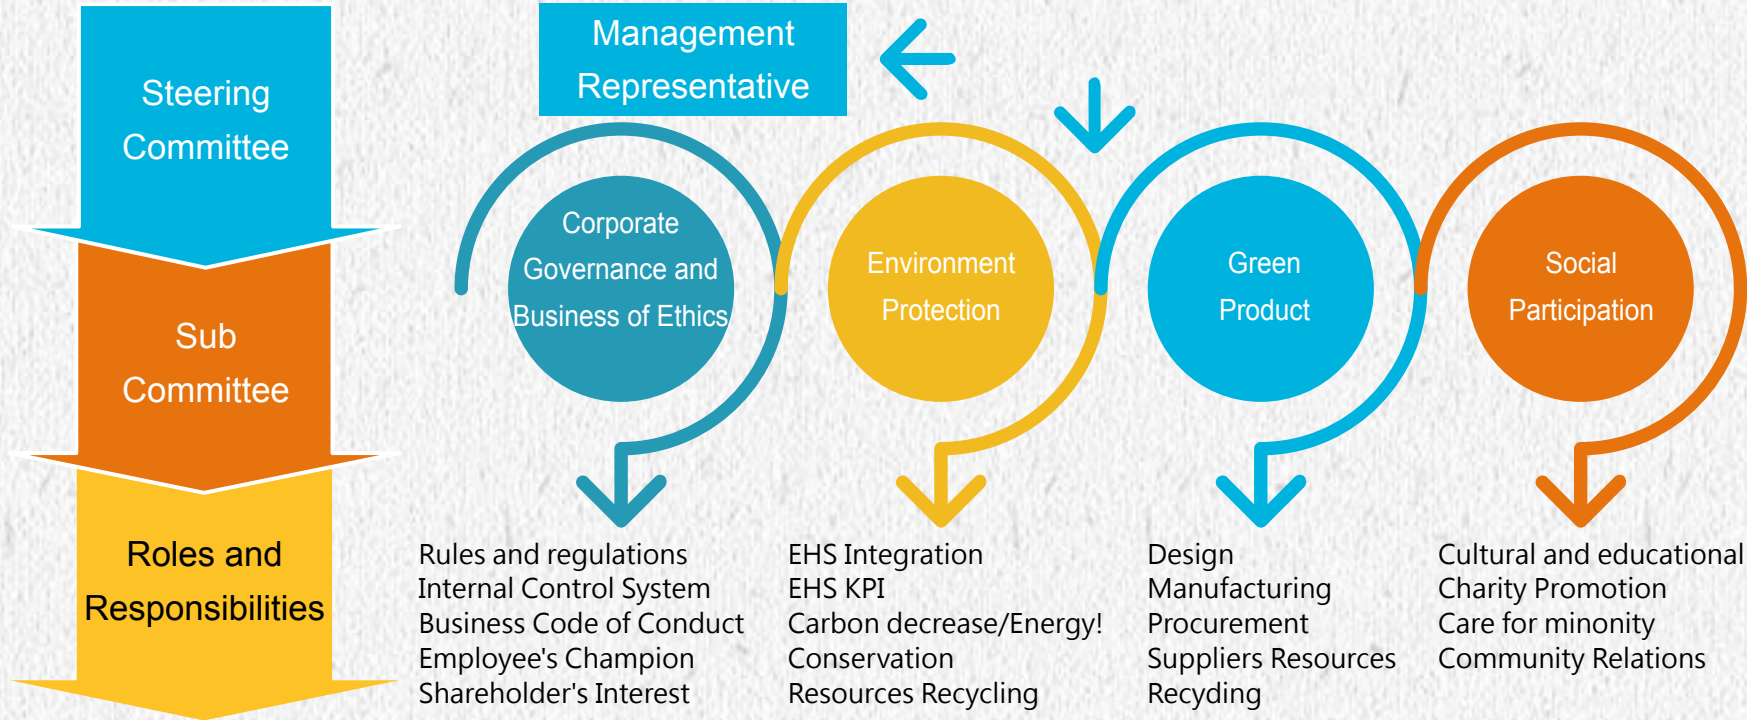 Steering
Committee
Management
Representative
Sub
Committee
Corporate
Governance and
Business of Ethics
Environment
Protection
Green
Product
Social
Participation
Roles and
Responsibilities
Rules and regulations
Internal Control System
Business Code of Conduct
Employee's Champion
Shareholder's Interest
EHS Integration
EHS KPI
Carbon decrease/Energy!
Conservation
Resources Recycling
Design
Manufacturing
Procurement
Suppliers Resources
Recyding
Cultural and educational
Charity Promotion
Care for minonity
Community Relations